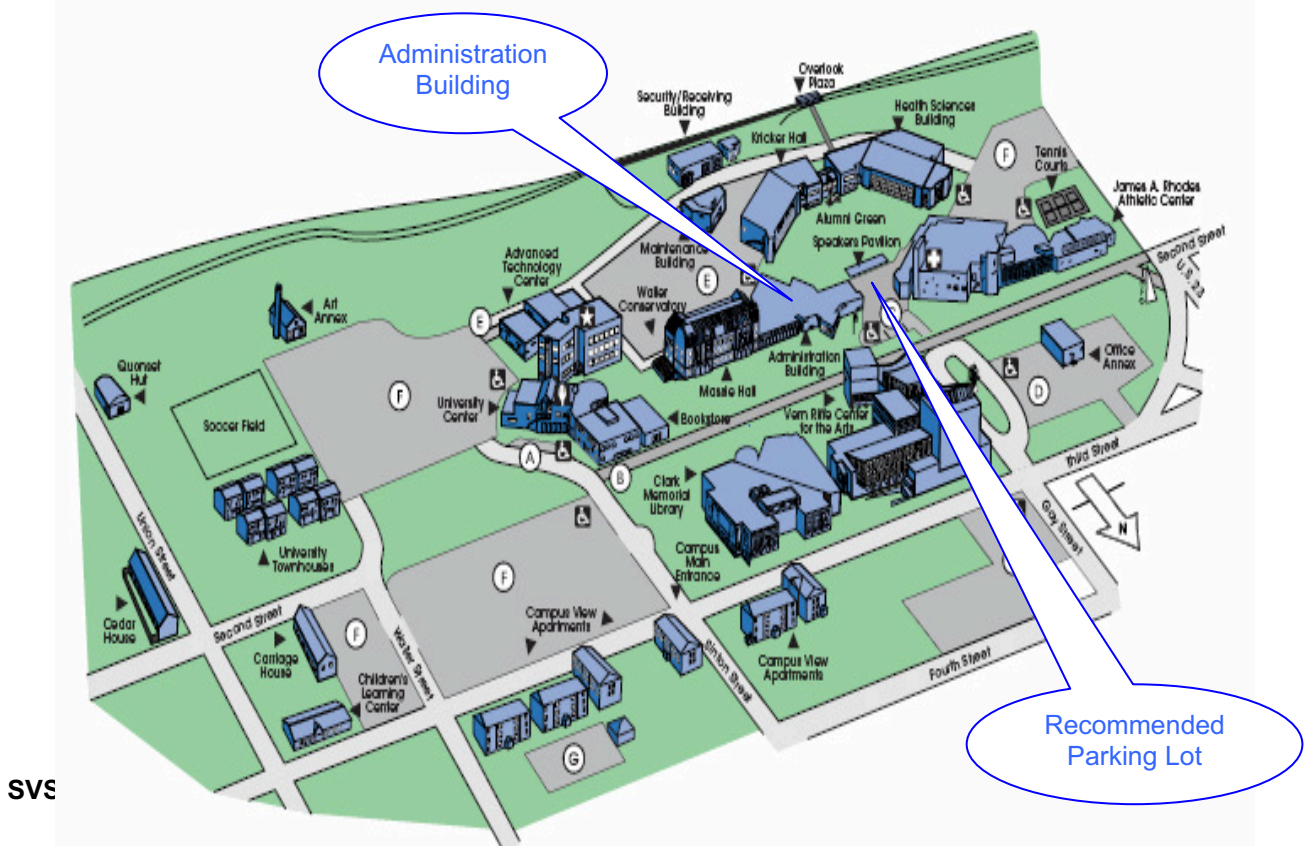 Administration
Building
Overlook
Plaza
Security/Receiving
Building
Health Sciences
Building
Kricker Hall
F
Tennis
Courts
James A. Rhodes
Athletic Center
Alumni Green
Speakers Pavilion
Second Street
U.S. 23
Maintenance
Building
E
Advanced
Technology
Center
Waller
Conservatory
Art
Annex
E
Administration
Building
Office
Annex
Quonset
Hut
Massie Hall
D
F
University
Center
Bookstore
Vern Riffe Center
for the Arts
Soccer Field
A
B
Third Street
Clark
Memorial
Library
Gay Street
N
Union Street
University
Townhouses
F
Campus
Main
Entrance
Cedar
House
Second Street
Carriage
House
F
Waller Street
Campus View
Apartments
Sinton Street
Campus View
Apartments
Fourth Street
Children's
Learning
Center
G
Recommended
Parking Lot
SVS